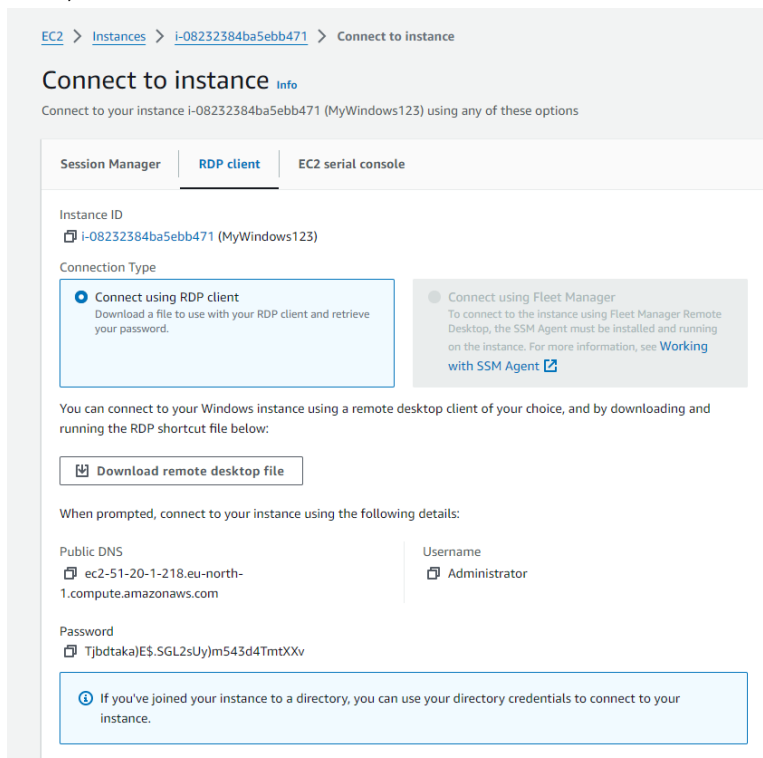 EC2 > Instances > i-08232384ba5ebb471 > Connect to instance
Connect to instance Info
Connect to your instance i-08232384ba5ebb471 (MyWindows123) using any of these options
Session Manager RDP client EC2 serial console
Instance ID
i-08232384ba5ebb471 (MyWindows123)
Connection Type
Connect using RDP client
Download a file to use with your RDP client and retrieve
your password.
Connect using Fleet Manager
To connect to the instance using Fleet Manager Remote
Desktop, the SSM Agent must be installed and running
on the instance. For more information, see Working
with SSM Agent
You can connect to your Windows instance using a remote desktop client of your choice, and by downloading and
running the RDP shortcut file below:
Download remote desktop file
When prompted, connect to your instance using the following details:
Public DNS
ec2-51-20-1-218.eu-north-
1.compute.amazonaws.com
Username
Administrator
Password
Tjbdtaka)E$.SGL2sUy)m543d4TmtXXv
If you've joined your instance to a directory, you can use your directory credentials to connect to your
instance.